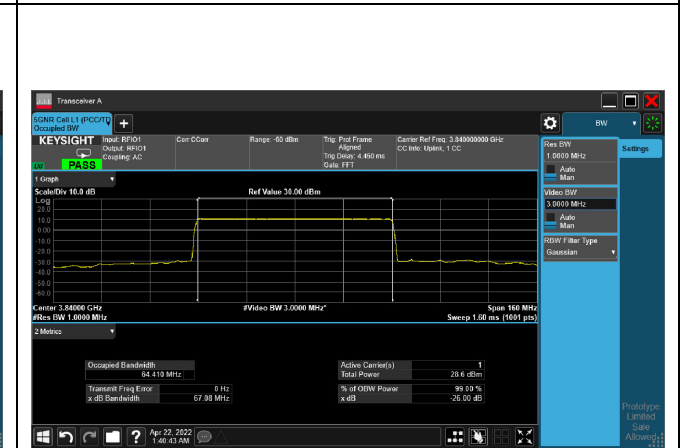 Transceiver A
5GNR Cell L1 (PCC/TD
Occupied BW
+
BW
KEYSIGHT
Input: RFIO1
Output: RFIO1
Coupling: AC
Corr CCorr
Range: -60 dBm
Trig: Prot Frame
Aligned
Trig Delay: 4.450 ms
Gate: FFT
Carrier Ref Freq: 3.840000000 GHz
CC Info: Uplink, 1 CC
PASS
Res BW
1.0000 MHz
Auto
Man
Settings
Video BW
3.0000 MHz
Auto
Man
RBW Filter Type
Gaussian
1 Graph
Scale/Div 10.0 dB
Ref Value 30.00 dBm
Log
20.0
10.0
0.00
-10.0
-20.0
-30.0
-40.0
-50.0
-60.0
Center 3.84000 GHz
#Video BW 3.0000 MHz*
Span 160 MHz
#Res BW 1.0000 MHz
Sweep 1.60 ms (1001 pts)
2 Metrics
Occupied Bandwidth
64.410 MHz
Active Carrier(s) 1
Total Power 28.6 dBm
Transmit Freq Error 0 Hz
x dB Bandwidth 67.08 MHz
% of OBW Power 99.00 %
x dB -26.00 dB
Prototype
Limited
Sale
Allowed
?
Apr 22, 2022
1:40:43 AM